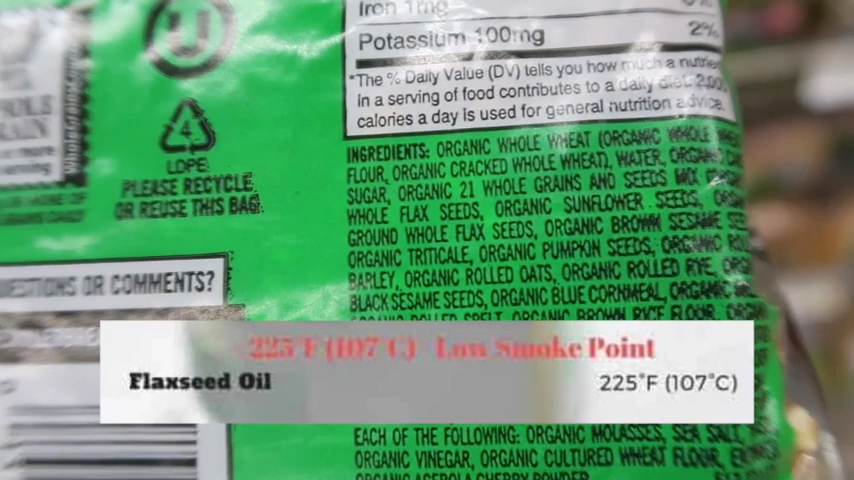 Iron 1mg
Potassium 100mg 2%
*The % Daily Value (DV) tells you how much a nutrient
in a serving of food contributes to a daily diet. 2,000
calories a day is used for general nutrition advice.
U
4
LDPE
PLEASE RECYCLE
OR REUSE THIS BAG!
INGREDIENTS: ORGANIC WHOLE WHEAT (ORGANIC WHOLE
FLOUR, ORGANIC CRACKED WHOLE WHEAT), WATER,
SUGAR, ORGANIC 21 WHOLE GRAINS AND SEEDS MIX
WHOLE FLAX SEEDS, ORGANIC SUNFLOWER SEEDS,
GROUND WHOLE FLAX SEEDS, ORGANIC BROWN SESAME
ORGANIC TRITICALE, ORGANIC PUMPKIN SEEDS, ORGANIC
BARLEY, ORGANIC ROLLED OATS, ORGANIC ROLLED RYE,
BLACK SESAME SEEDS, ORGANIC BLUE CORNMEAL, ORGANIC
ORGANIC ROLLED SPELT, ORGANIC BROWN RICE FLOUR,
OR COMMENTS?
225°F (107°C) - Low Smoke Point
Flaxseed Oil 225°F (107°C)
EACH OF THE FOLLOWING: ORGANIC MOLASSES, SEA SALT,
ORGANIC VINEGAR, ORGANIC CULTURED WHEAT FLOUR,
ORGANIC ACEROLA CHERRY POWDER